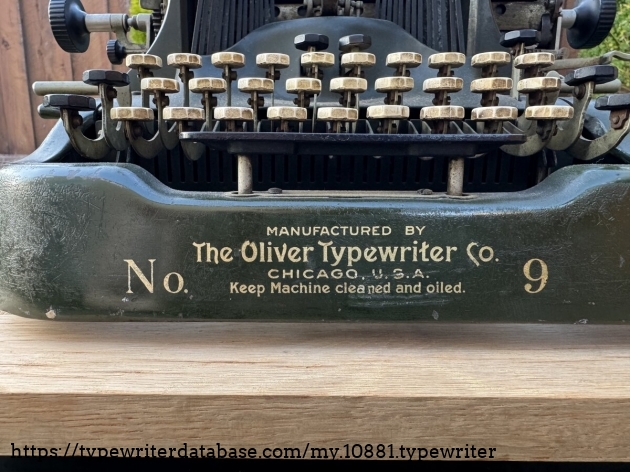 MANUFACTURED BY
The Oliver Typewriter Co.
CHICAGO, U.S.A.
No. 9
Keep Machine cleaned and oiled.
https://typewriterdatabase.com/my.10881.typewriter